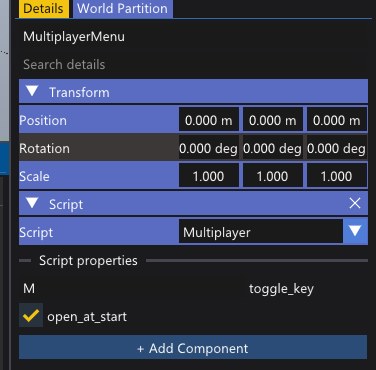 Details World Partition
MultiplayerMenu
Search details
Transform
Position 0.000 m 0.000 m 0.000 m
Rotation 0.000 deg 0.000 deg 0.000 deg
Scale 1.000 1.000 1.000
Script
Script Multiplayer
Script properties
M toggle_key
open_at_start
+ Add Component